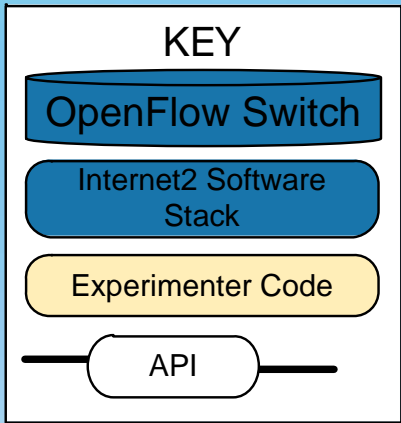 KEY
OpenFlow Switch
Internet2 Software
Stack
Experimenter Code
API